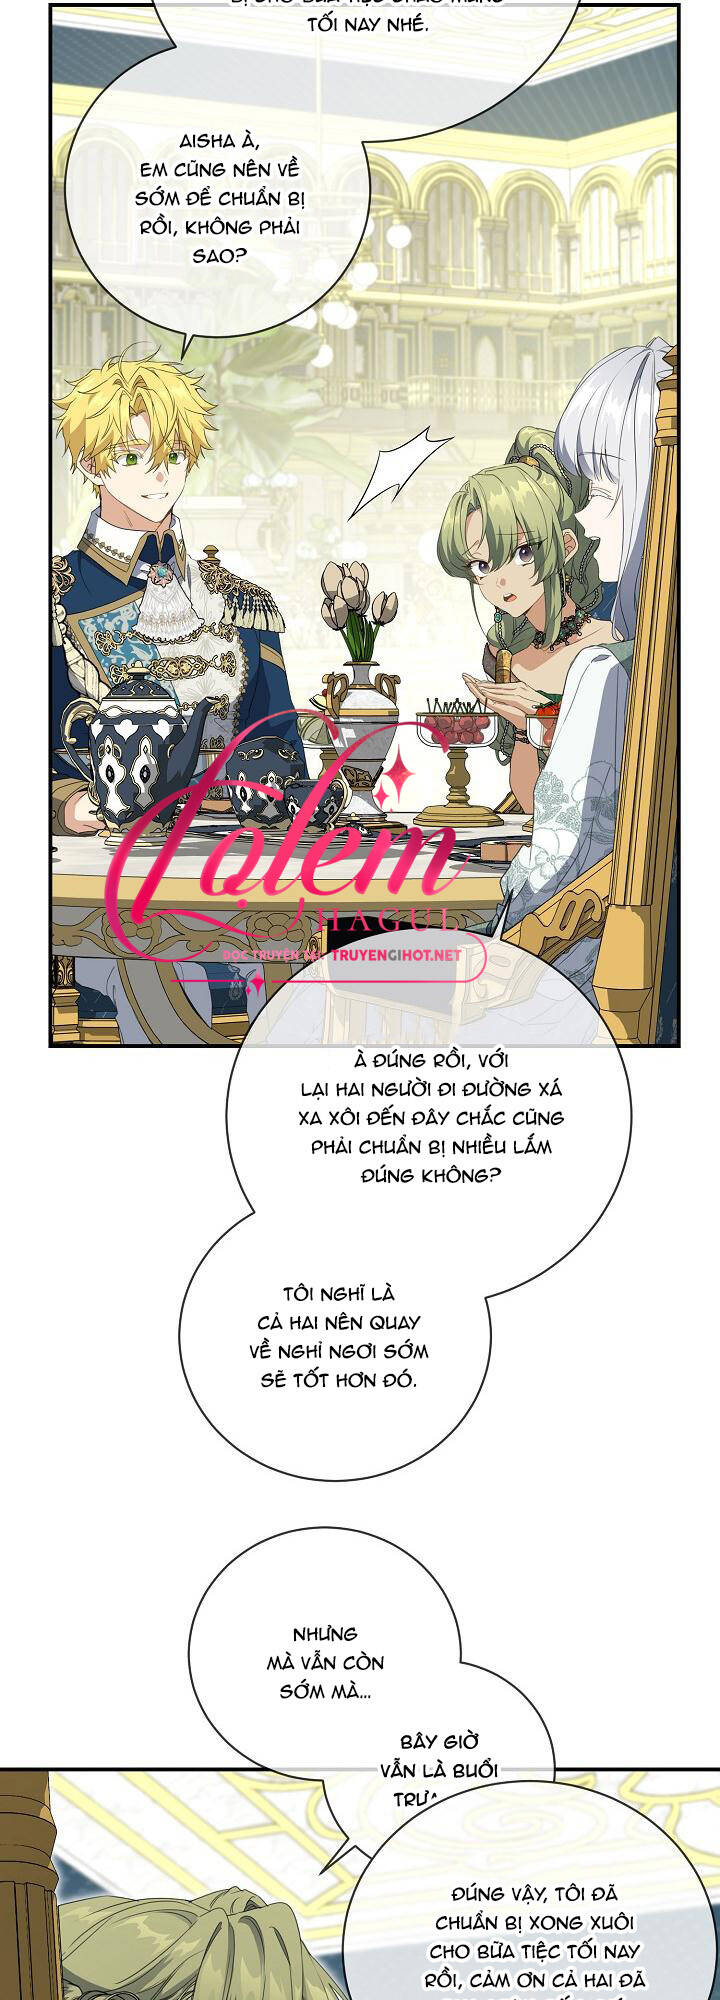 TỐI NAY NHÉ.
AISHA À,
EM CŨNG NÊN VỀ
SỚM ĐỂ CHUẨN BỊ
RỒI, KHÔNG PHẢI
SAO?
Lọlem
HAGUL
ĐỌC TRUYỆN TẠI TRUYENGIHOT.NET
À ĐÚNG RỒI, VỚI
LẠI HAI NGƯỜI ĐI ĐƯỜNG XÁ
XA XÔI ĐẾN ĐÂY CHẮC CŨNG
PHẢI CHUẨN BỊ NHIỀU LẮM
ĐÚNG KHÔNG?
TÔI NGHĨ LÀ
CẢ HAI NÊN QUAY
VỀ NGHỈ NGƠI SỚM
SẼ TỐT HƠN ĐÓ.
NHƯNG
MÀ VẪN CÒN
SỚM MÀ...
BÂY GIỜ
VẪN LÀ BUỔI
ĐÚNG VẬY, TÔI ĐÃ
CHUẨN BỊ XONG XUÔI
CHO BỮA TIỆC TỐI NAY
RỒI, CẢM ƠN CẢ HAI ĐÃ